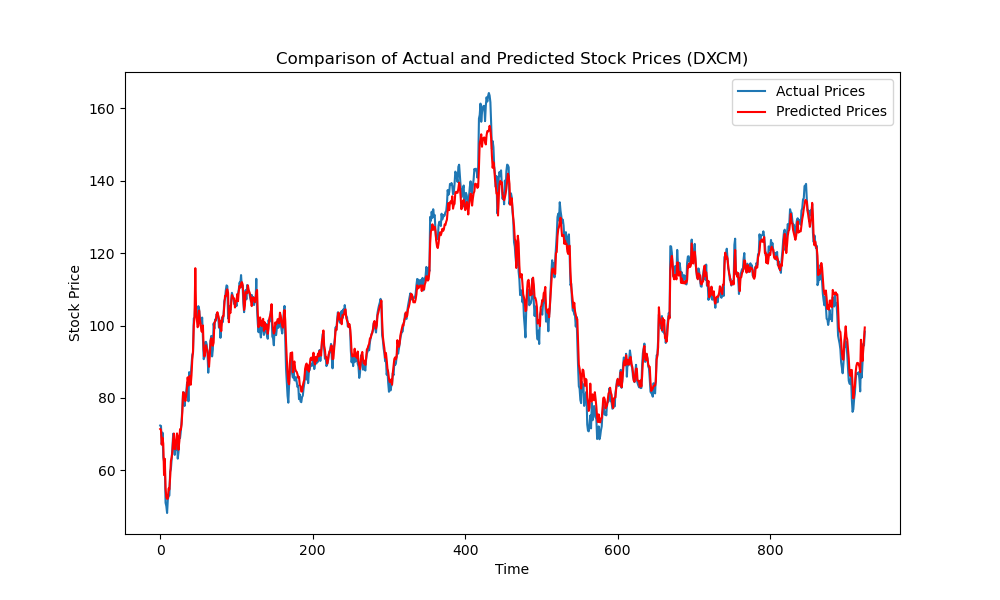 Comparison of Actual and Predicted Stock Prices (DXCM)
Actual Prices
Predicted Prices
Stock Price
160
140
120
100
80
60
0 200 400 600 800
Time